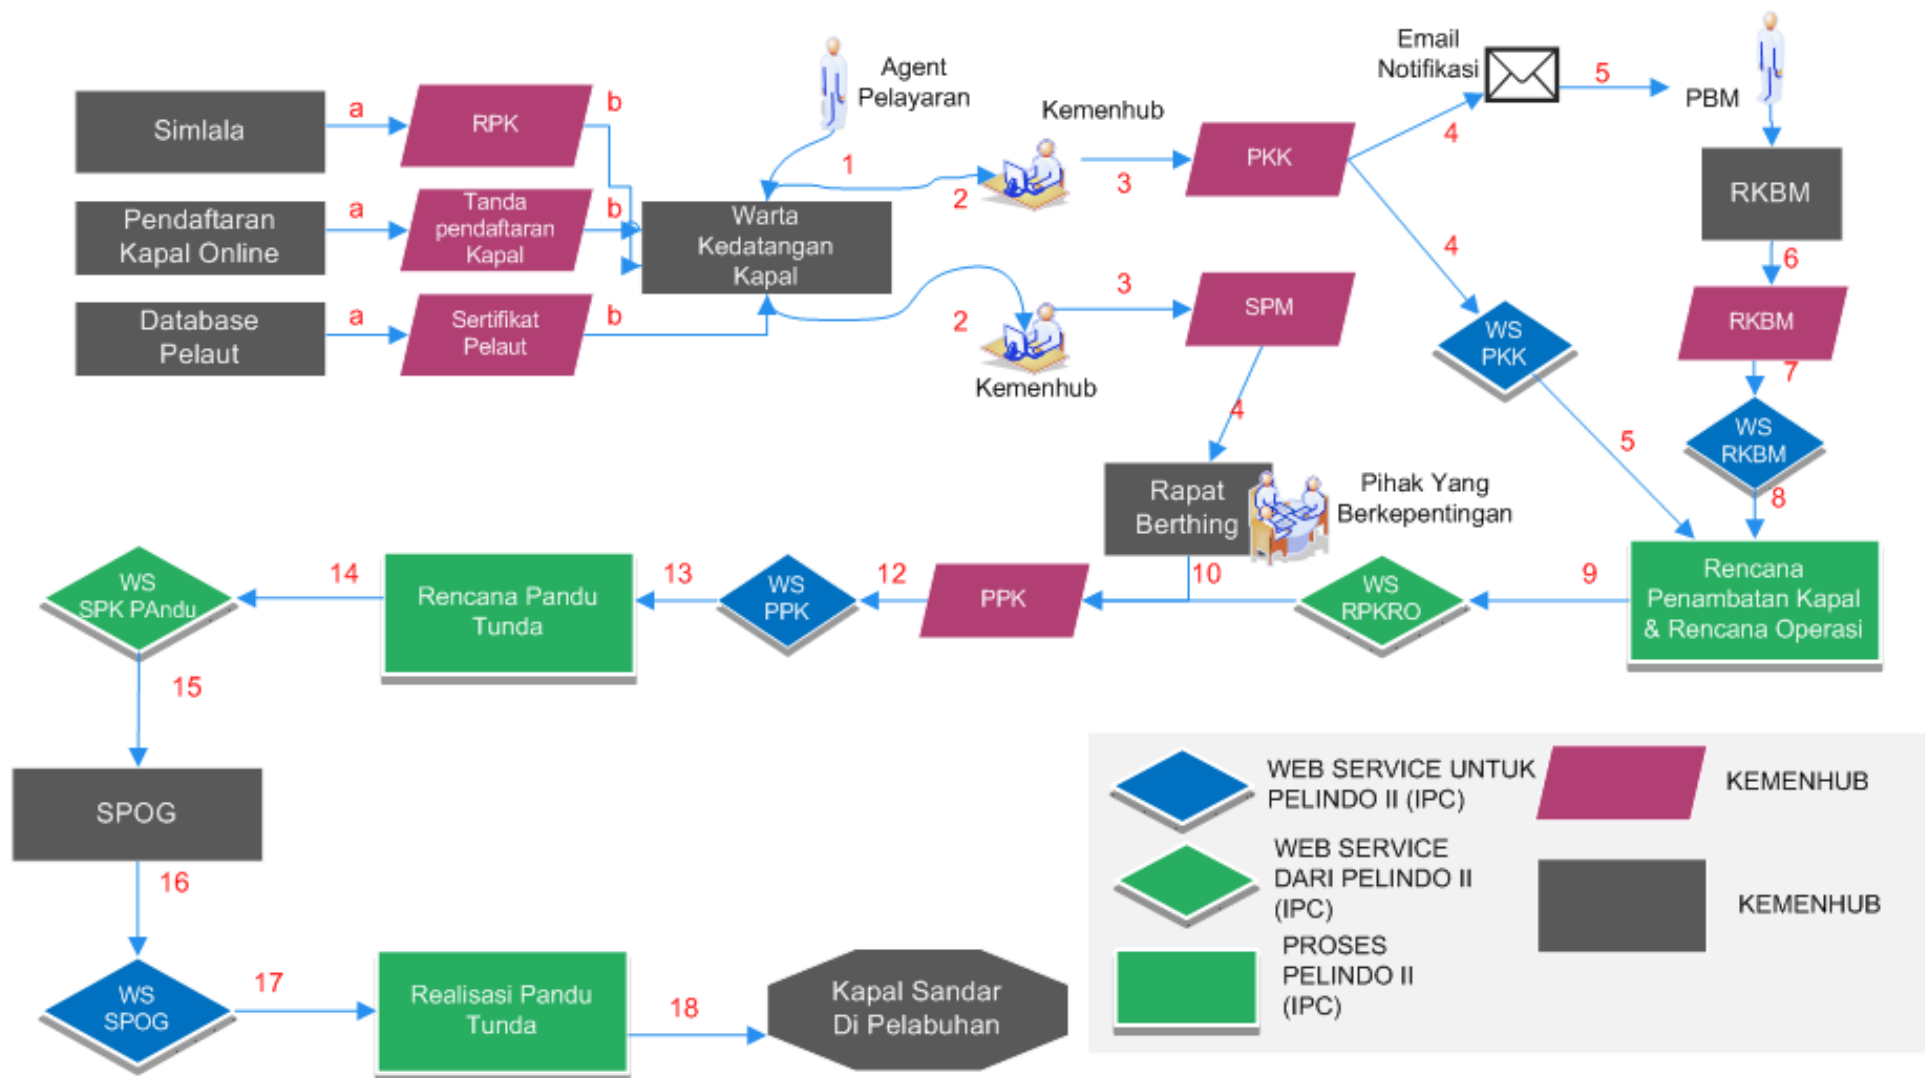 Simlala
a
RPK
b
Agent
Pelayaran
Email
Notifikasi
5
PBM
Kemenhub
4
1
2
3
PKK
Pendaftaran
Kapal Online
a
Tanda
pendaftaran
Kapal
b
Warta
Kedatangan
Kapal
RKBM
4
6
Database
Pelaut
a
Sertifikat
Pelaut
b
2
Kemenhub
3
SPM
WS
PKK
RKBM
7
4
5
WS
RKBM
8
Rapat
Berthing
Pihak Yang
Berkepentingan
WS
SPK PAndu
14
Rencana Pandu
Tunda
13
WS
PPK
12
PPK
10
WS
RPKRO
9
Rencana
Penambatan Kapal
& Rencana Operasi
15
SPOG
16
WS
SPOG
17
Realisasi Pandu
Tunda
18
Kapal Sandar
Di Pelabuhan
WEB SERVICE UNTUK
PELINDO II (IPC)
KEMENHUB
WEB SERVICE
DARI PELINDO II
(IPC)
KEMENHUB
PROSES
PELINDO II
(IPC)